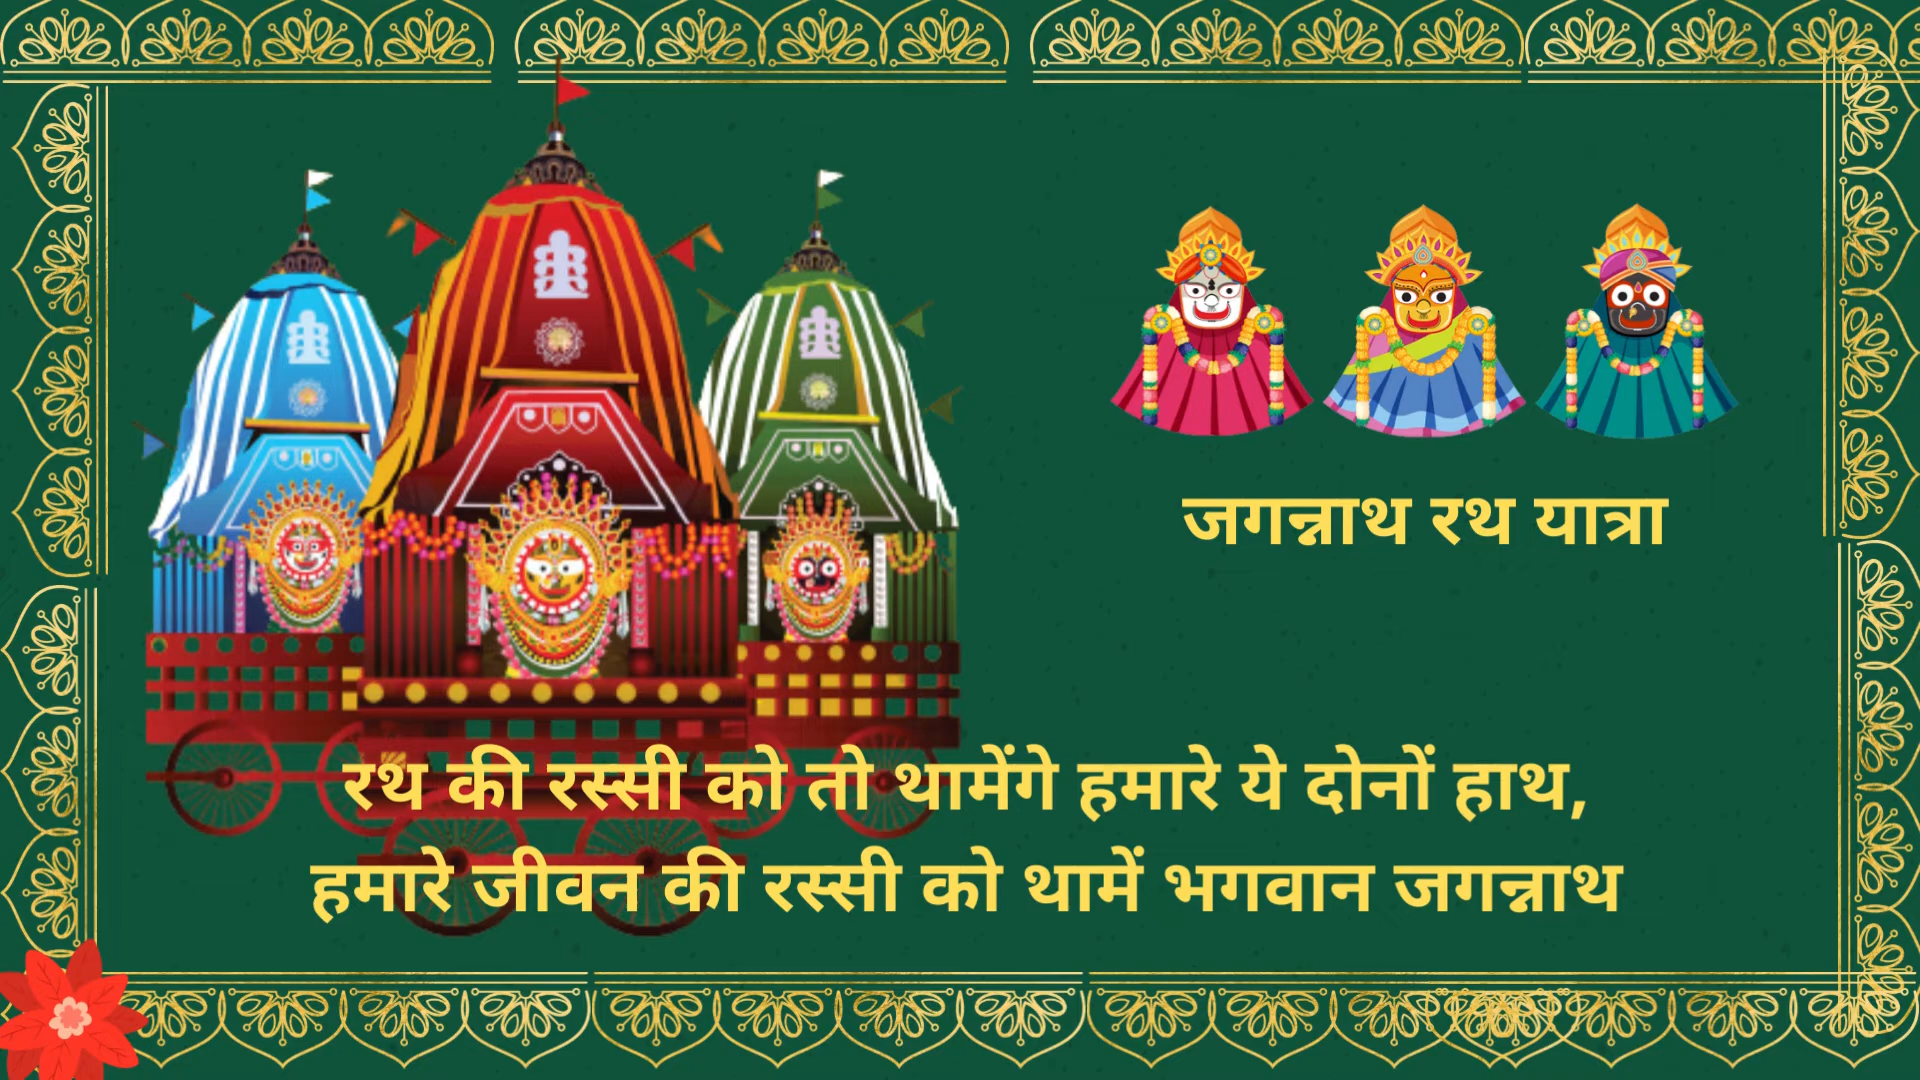 जगन्नाथ रथ यात्रा
रथ की रस्सी को तो थामेंगे हमारे ये दोनों हाथ,
हमारे जीवन की रस्सी को थामें भगवान जगन्नाथ